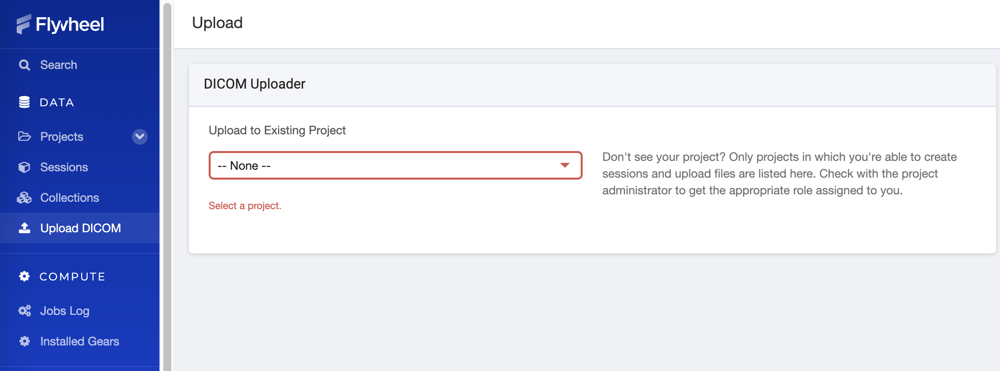 Flywheel
Search
DATA
Projects
Sessions
Collections
Upload DICOM
COMPUTE
Jobs Log
Installed Gears
Upload
DICOM Uploader
Upload to Existing Project
-- None --
Select a project.
Don't see your project? Only projects in which you're able to create
sessions and upload files are listed here. Check with the project
administrator to get the appropriate role assigned to you.